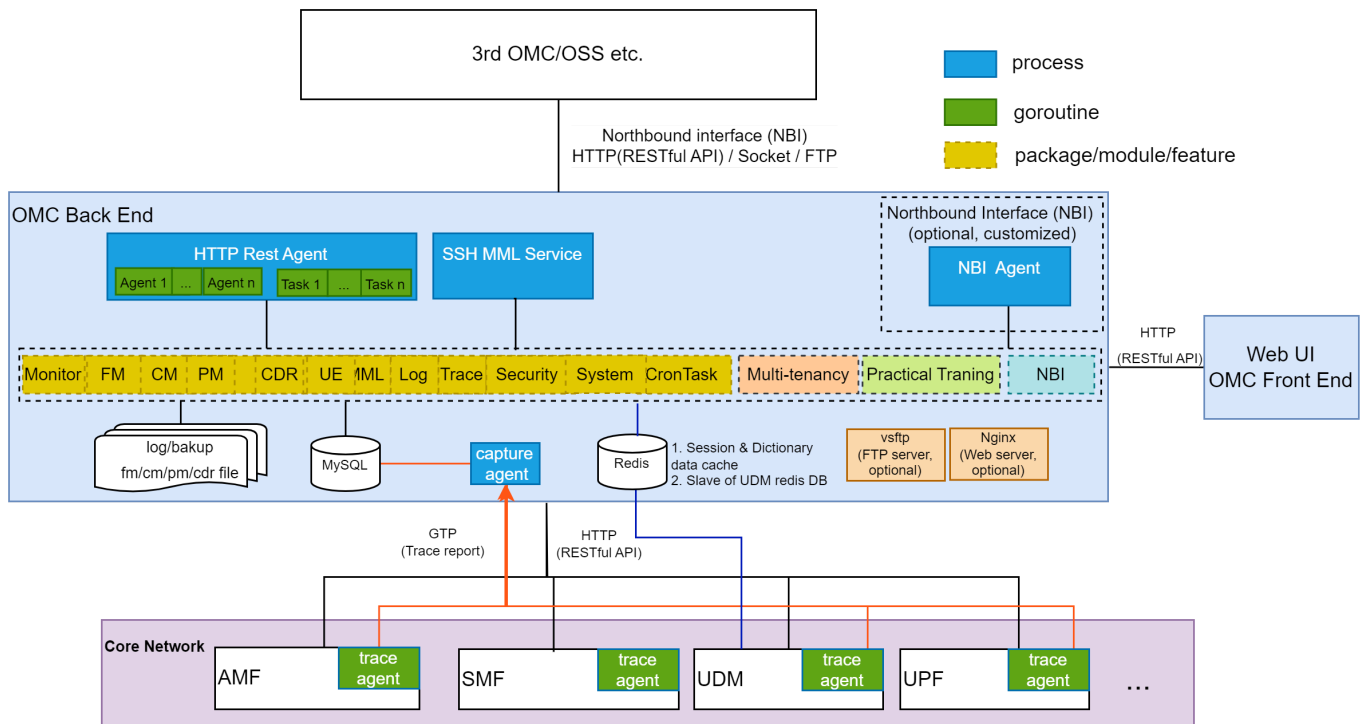 3rd OMC/OSS etc.
process
goroutine
package/module/feature
Northbound interface (NBI)
HTTP(RESTful API) / Socket / FTP
OMC Back End
HTTP Rest Agent
Agent 1
...
Agent n
Task 1
...
Task n
SSH MML Service
Northbound Interface (NBI)
(optional, customized)
NBI Agent
Monitor
FM
CM
PM
CDR
UE
MML
Log
Trace
Security
System
CronTask
Multi-tenancy
Practical Traning
NBI
HTTP
(RESTful API)
Web UI
OMC Front End
log/bakup
fm/cm/pm/cdr file
MySQL
capture
agent
Redis
1. Session & Dictionary
data cache
2. Slave of UDM redis DB
vsftp
(FTP server,
optional)
Nginx
(Web server,
optional)
GTP
(Trace report)
HTTP
(RESTful API)
Core Network
AMF
trace
agent
SMF
trace
agent
UDM
trace
agent
UPF
trace
agent
...